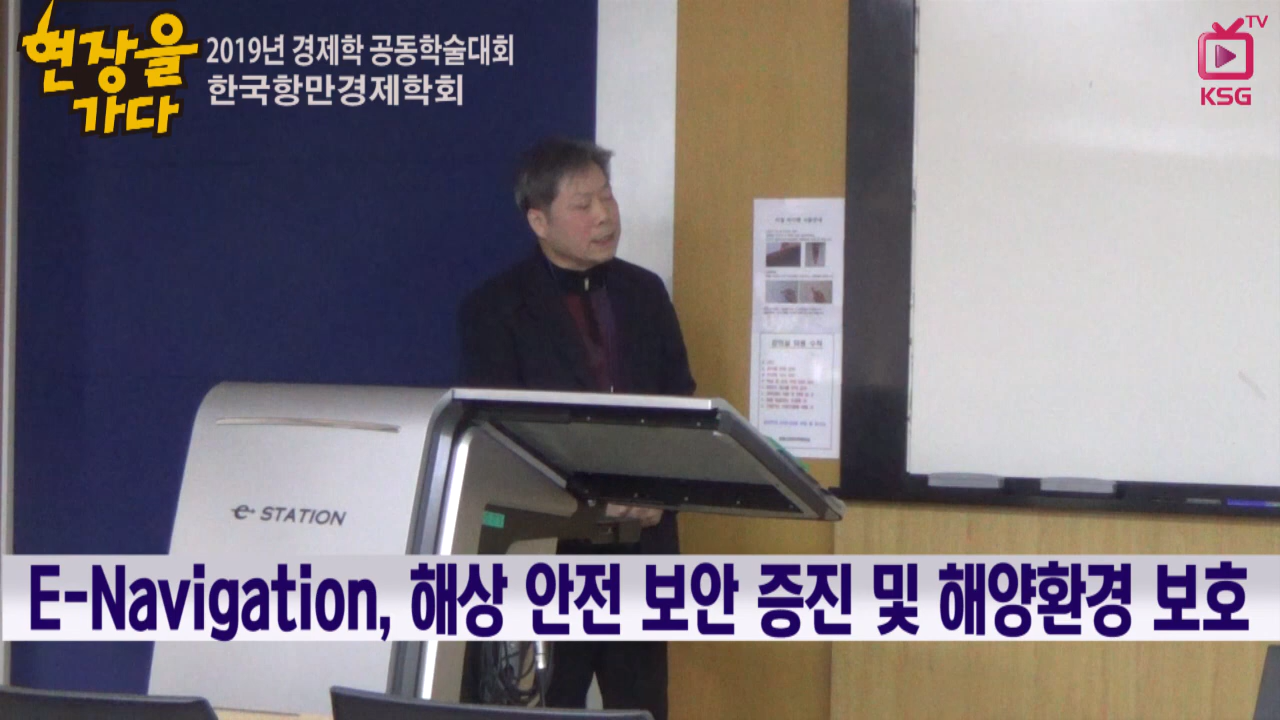 현장을
가다
2019년 경제학 공동학술대회
한국항만경제학회
TV
KSG
e-STATION
E-Navigation, 해상 안전 보안 증진 및 해양환경 보호